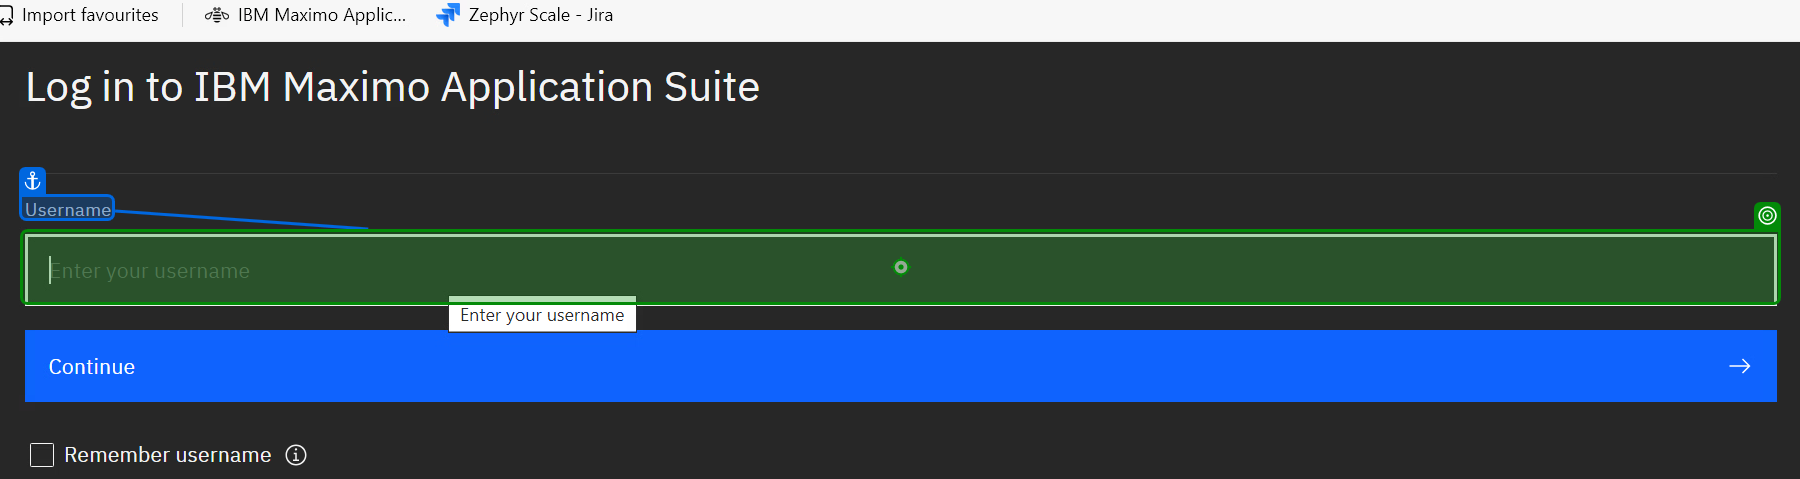 Import favourites
IBM Maximo Applic...
Zephyr Scale - Jira
Log in to IBM Maximo Application Suite
Username
Enter your username
Enter your username
Continue
Remember username